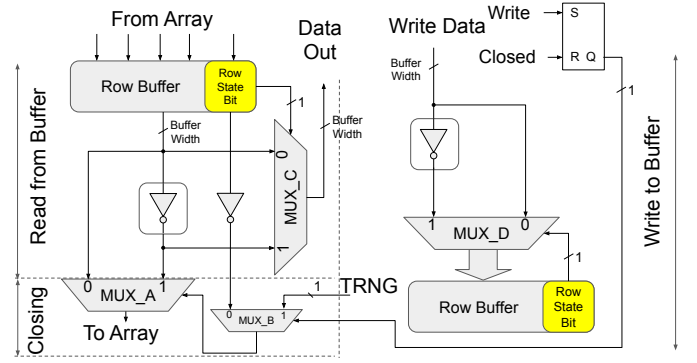 From Array
Data
Out
Write Data
Write
S
Closed
R Q
Buffer
Width
1
Row Buffer
Row
State
Bit
1
Buffer
Width
Buffer
Width
Read from Buffer
0
MUX_C
1
1
0
MUX_D
1
Write to Buffer
0
1
MUX_A
TRNG
1
0
1
MUX_B
To Array
Closing
Row Buffer
Row
State
Bit